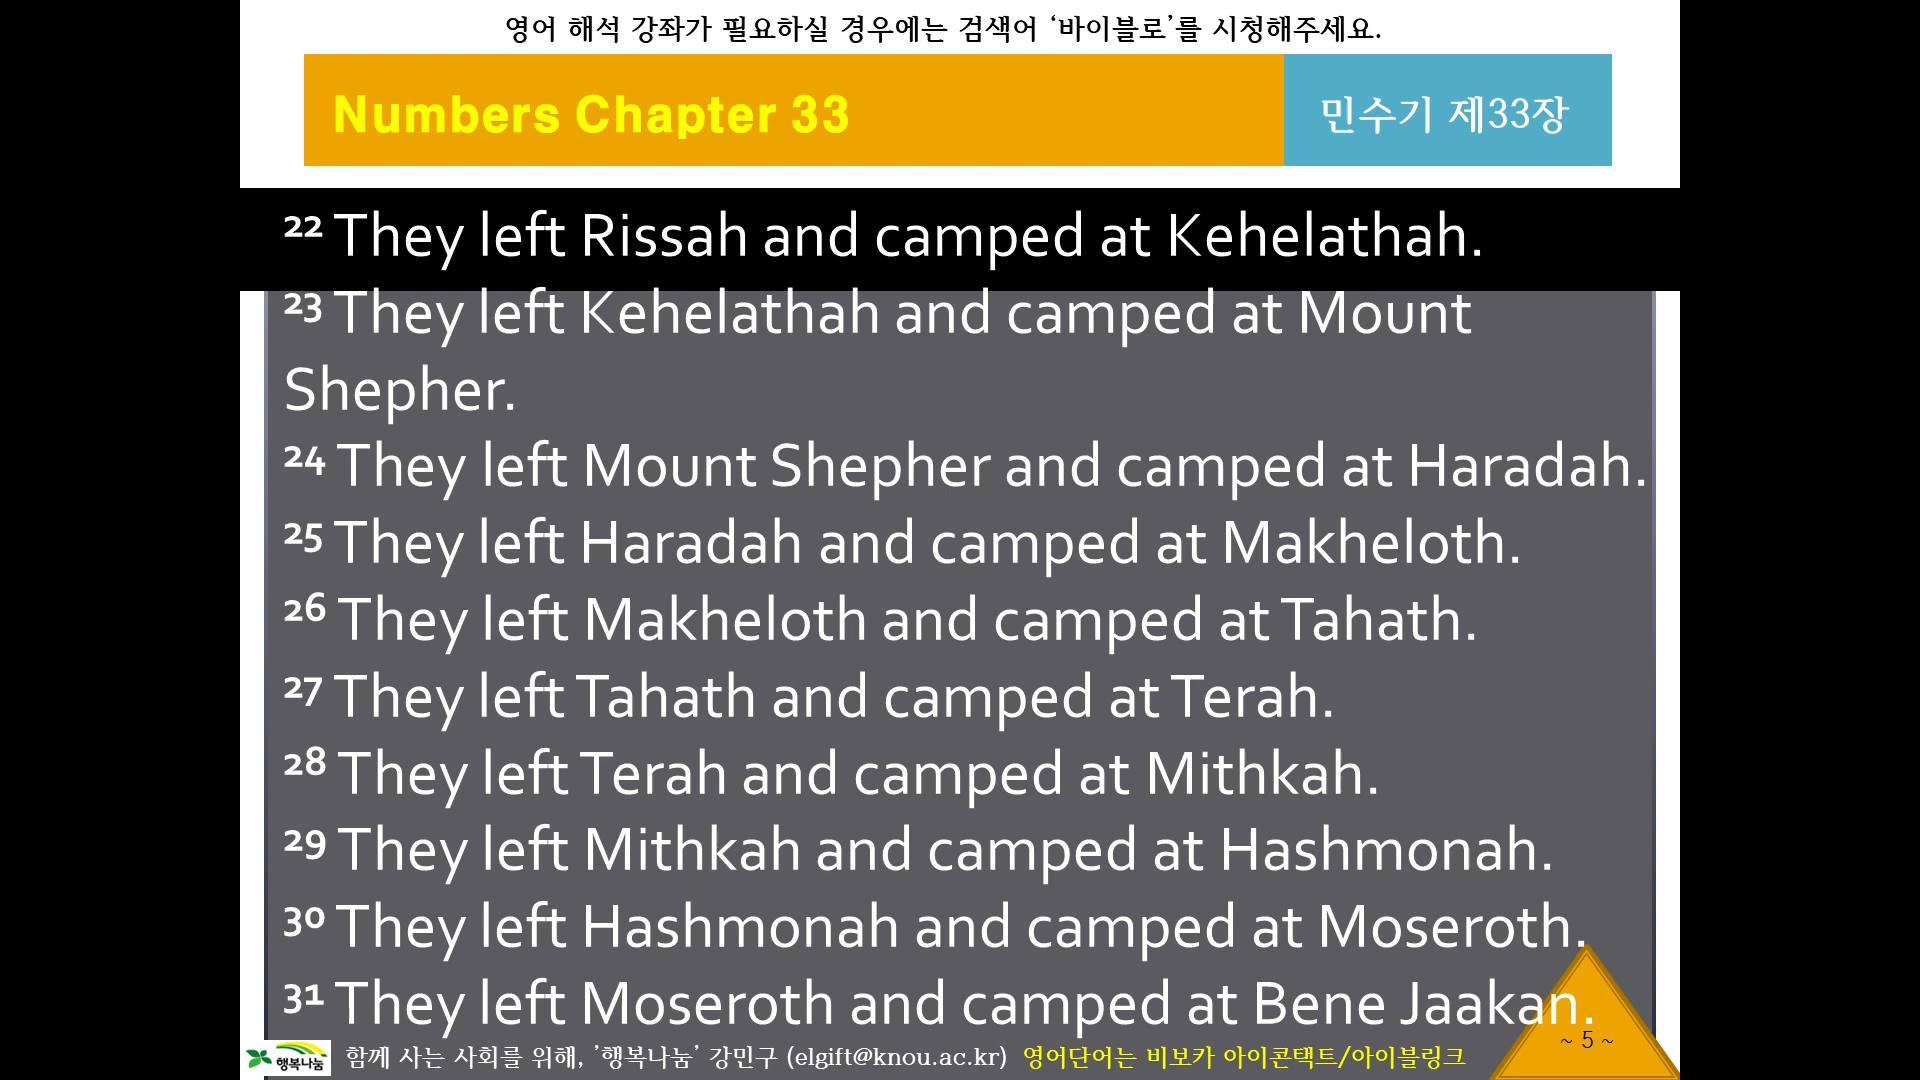 영어 해석 강좌가 필요하실 경우에는 검색어 ‘바이블로’를 시청해주세요.
Numbers Chapter 33
민수기 제33장
22 They left Rissah and camped at Kehelathah.
23 They left Kehelathah and camped at Mount
Shepher.
24 They left Mount Shepher and camped at Haradah.
25 They left Haradah and camped at Makheloth.
26 They left Makheloth and camped at Tahath.
27 They left Tahath and camped at Terah.
28 They left Terah and camped at Mithkah.
29 They left Mithkah and camped at Hashmonah.
30 They left Hashmonah and camped at Moseroth.
31 They left Moseroth and camped at Bene Jaakan.
~ 5 ~
행복나눔
함께 사는 사회를 위해, ’행복나눔’ 강민구 (elgift@knou.ac.kr) 영어단어는 비보카 아이콘택트/아이블링크